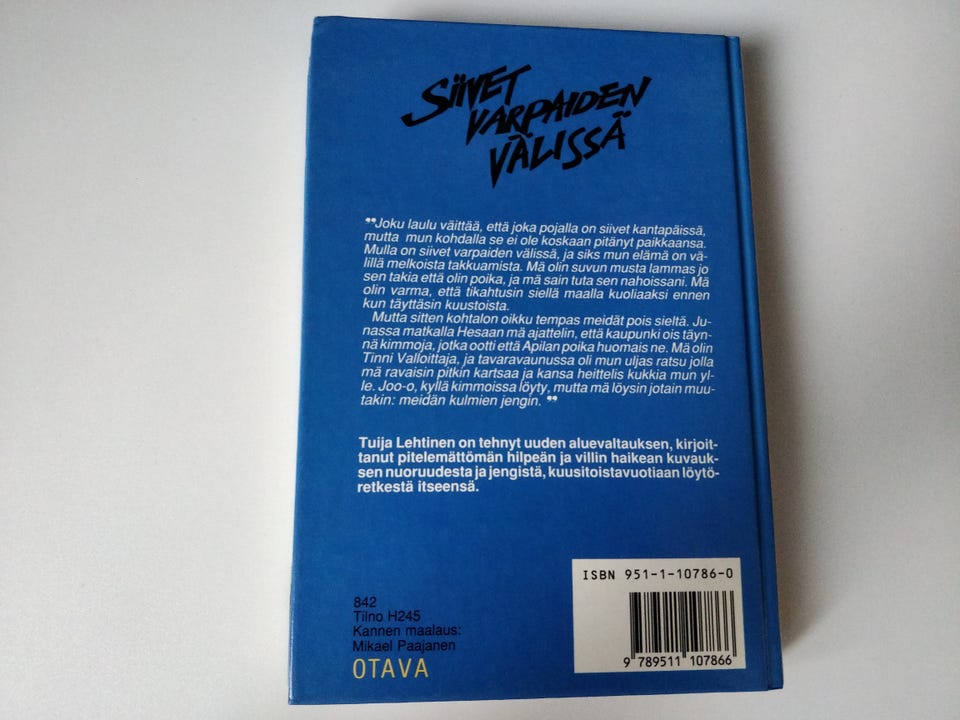 SiiVET
VARPAIDEN
VÄLISSÄ
"Joku laulu väittää, että joka pojalla on siivet kantapäissä,
mutta mun kohdalla se ei ole koskaan pitänyt paikkaansa.
Mulla on siivet varpaiden välissä, ja siks mun elämä on vä-
lillä melkoista takkuamista. Mä olin suvun musta lammas jo
sen takia että olin poika, ja mä sain tuta sen nahoissani. Mä
olin varma, että tikahtusin siellä maalla kuoliaaksi ennen
kun täyttäsin kuustoista.
Mutta sitten kohtalon oikku tempas meidät pois sieltä. Ju-
nassa matkalla Hesaan mä ajattelin, että kaupunki ois täyn-
nä kimmoja, jotka ootti että Apilan poika huomais ne. Mä olin
Tinni Valloittaja, ja tavaravaunussa oli mun uljas ratsu jolla
mä ravaisin pitkin kartsaa ja kansa heittelis kukkia mun yl-
le. Joo-o, kyllä kimmoissa löyty, mutta mä löysin jotain muu-
takin: meidän kulmien jengin."
Tuija Lehtinen on tehnyt uuden aluevaltauksen, kirjoit-
tanut pitelemättömän hilpeän ja villin haikean kuvauk-
sen nuoruudesta ja jengistä, kuusitoistavuotiaan löytö-
retkestä itseensä.
ISBN 951-1-10786-0
9 789511 107866
842
Tilno H245
Kannen maalaus:
Mikael Paajanen
OTAVA